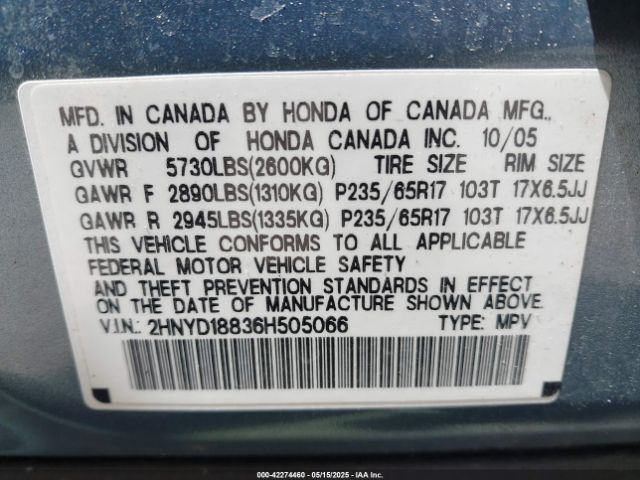 MFD. IN CANADA BY HONDA OF CANADA MFG.,
A DIVISION OF HONDA CANADA INC. 10/05
GVWR 5730LBS(2600KG) TIRE SIZE RIM SIZE
GAWR F 2890LBS(1310KG) P235/65R17 103T 17X6.5JJ
GAWR R 2945LBS(1335KG) P235/65R17 103T 17X6.5JJ
THIS VEHICLE CONFORMS TO ALL APPLICABLE
FEDERAL MOTOR VEHICLE SAFETY
AND THEFT PREVENTION STANDARDS IN EFFECT
ON THE DATE OF MANUFACTURE SHOWN ABOVE.
V.I.N.: 2HNYD18836H505066 TYPE: MPV
000-42274460 - 05/15/2025 - IAA Inc.